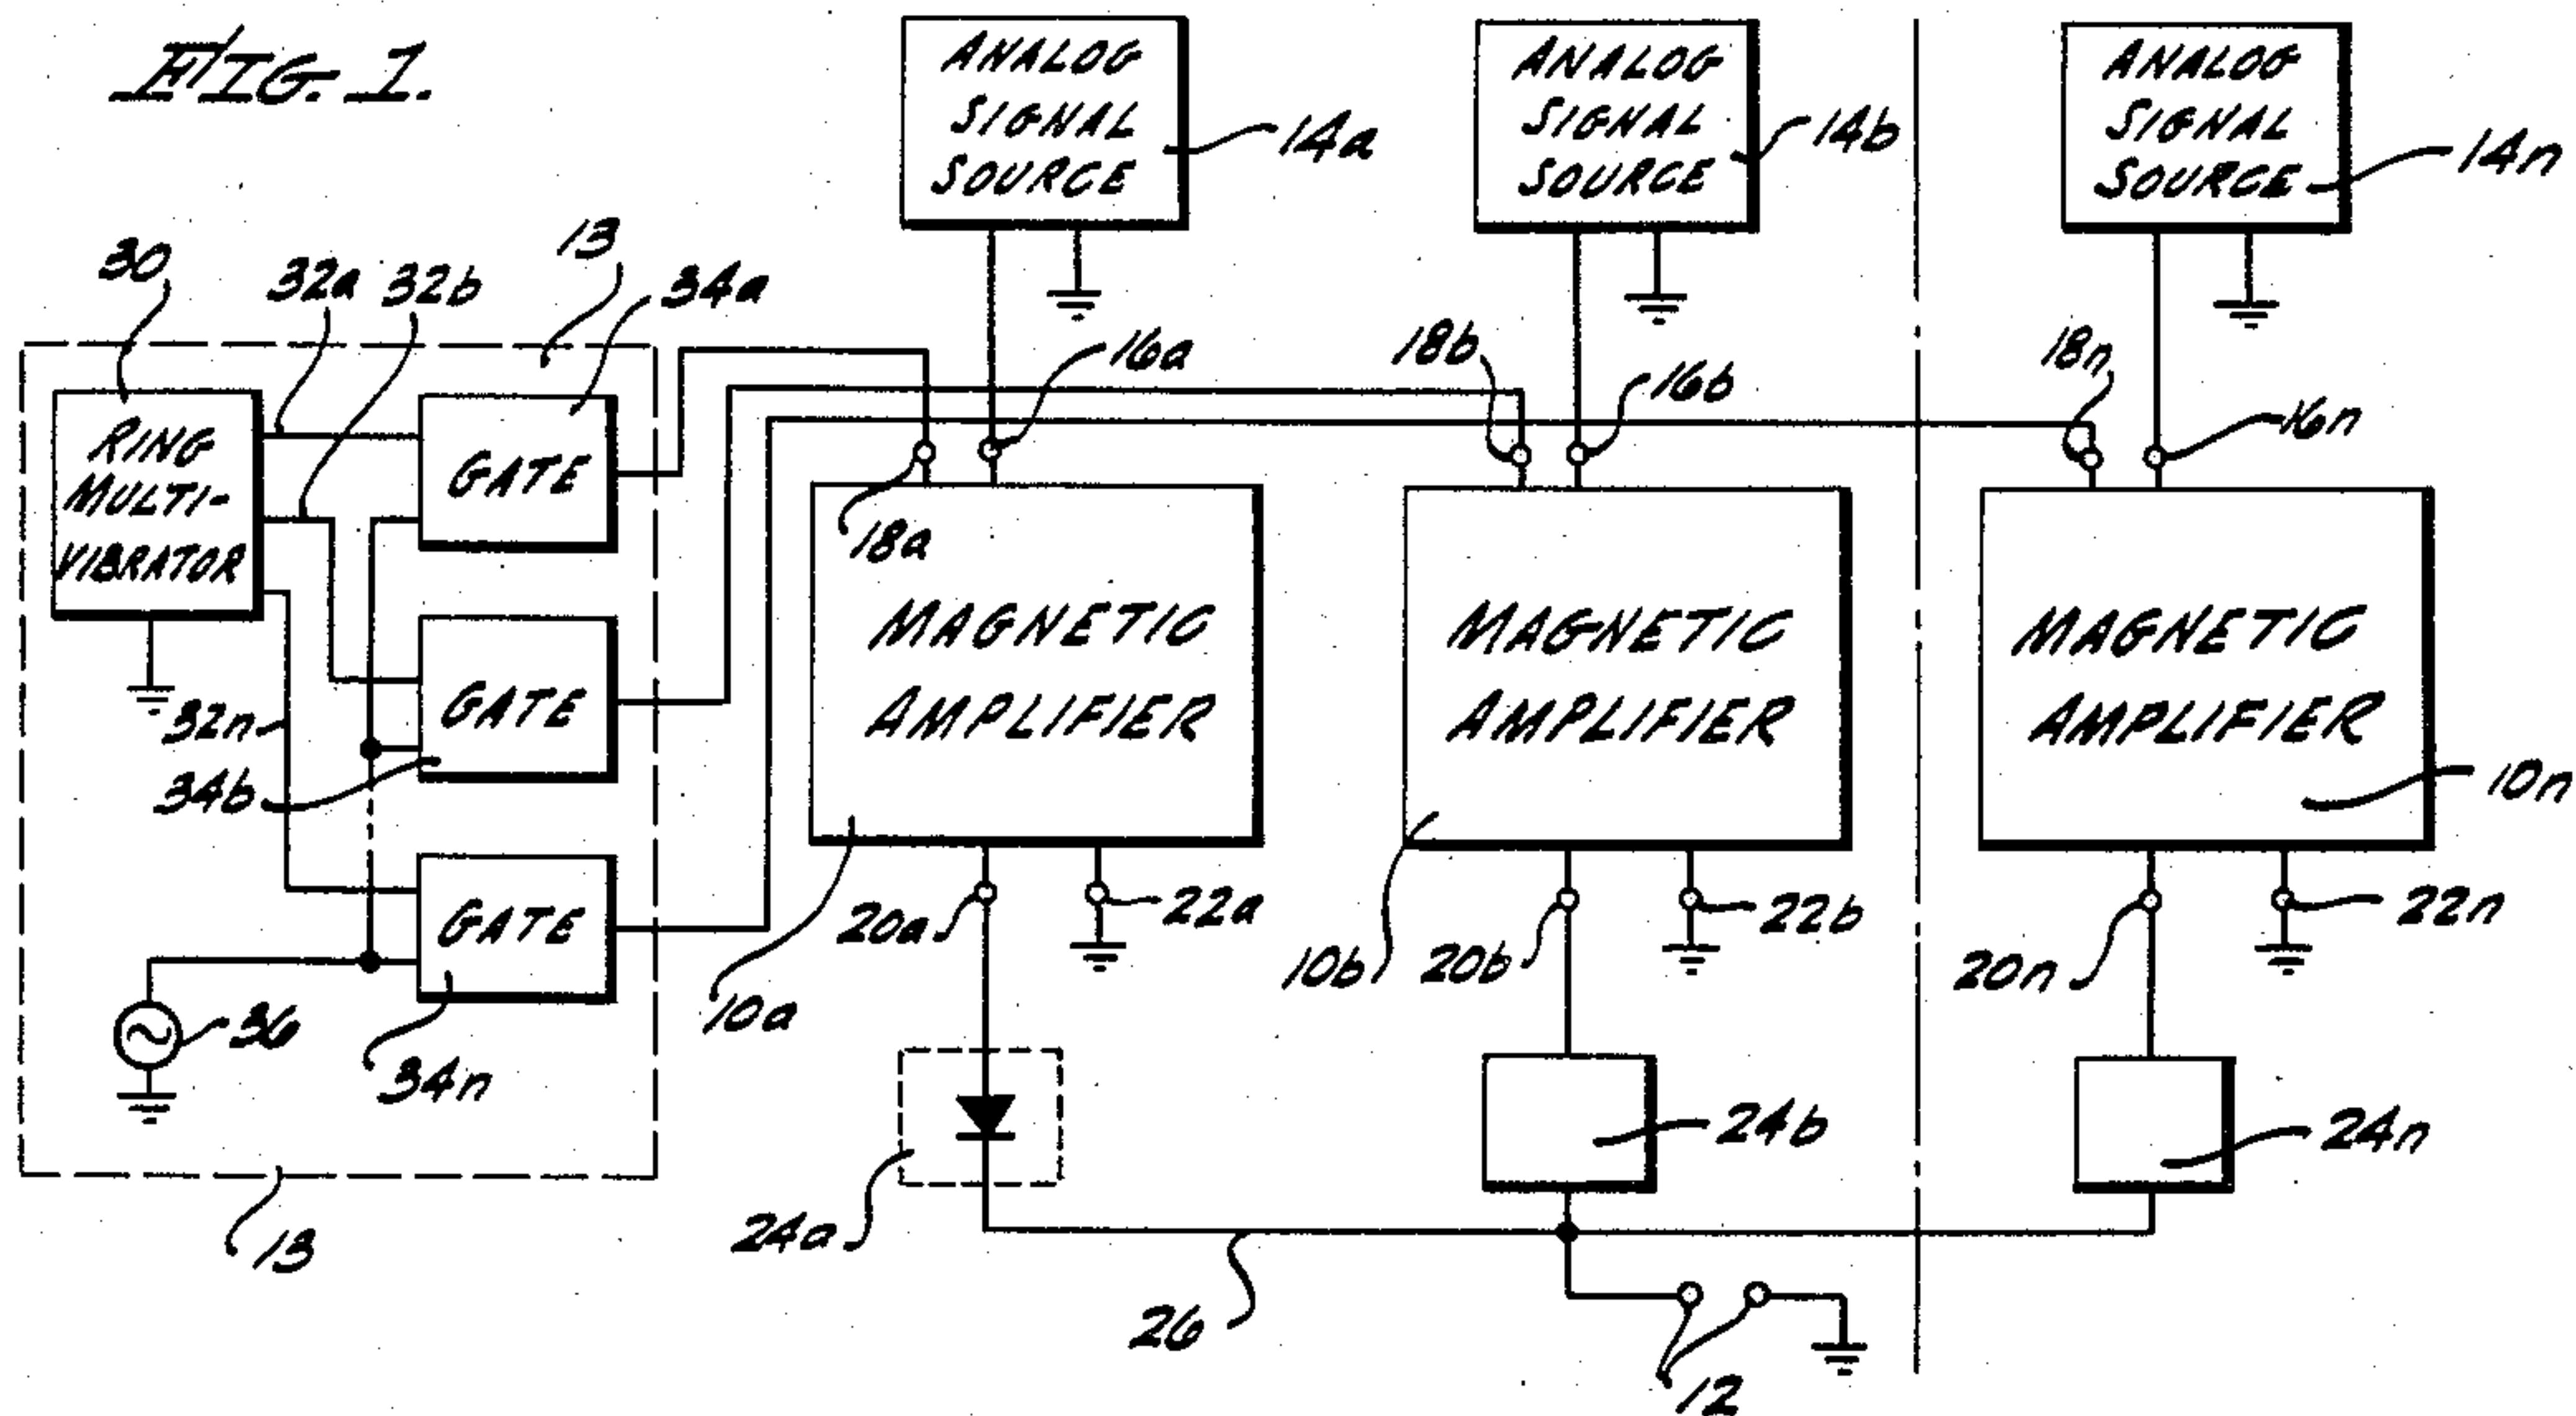 FIG. 1.
ANALOG
SIGNAL
SOURCE
14a
ANALOG
SIGNAL
SOURCE
14b
ANALOG
SIGNAL
SOURCE
14n
30
32a
32b
13
34a
16a
18b
16b
18n
16n
RING
MULTI-
VIBRATOR
GATE
18a
MAGNETIC
AMPLIFIER
MAGNETIC
AMPLIFIER
MAGNETIC
AMPLIFIER
32n
GATE
34b
10n
GATE
20a
22a
10b
20b
22b
20n
22n
36
34n
10a
24a
24b
24n
13
26
12